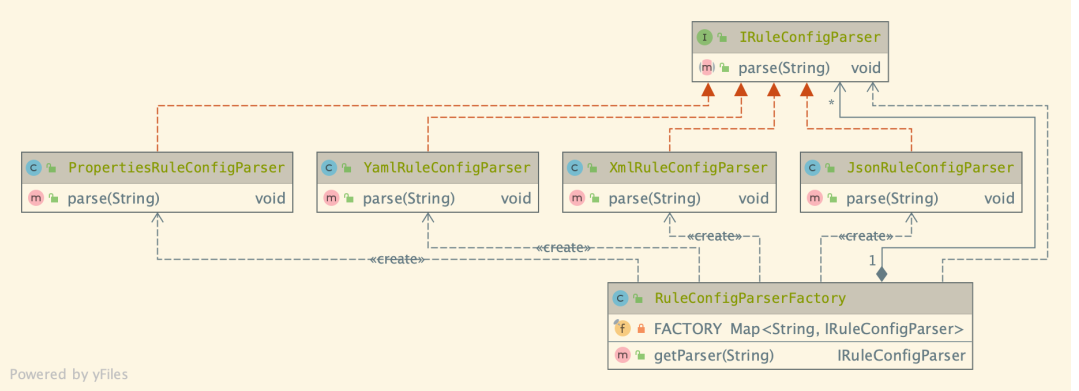 I IRuleConfigParser
m parse(String) void
*
C PropertiesRuleConfigParser
m parse(String) void
C YamlRuleConfigParser
m parse(String) void
C XmlRuleConfigParser
m parse(String) void
C JsonRuleConfigParser
m parse(String) void
«create»
«create»
«create»
«create»
1
C RuleConfigParserFactory
f FACTORY Map<String, IRuleConfigParser>
m getParser(String) IRuleConfigParser
Powered by yFiles